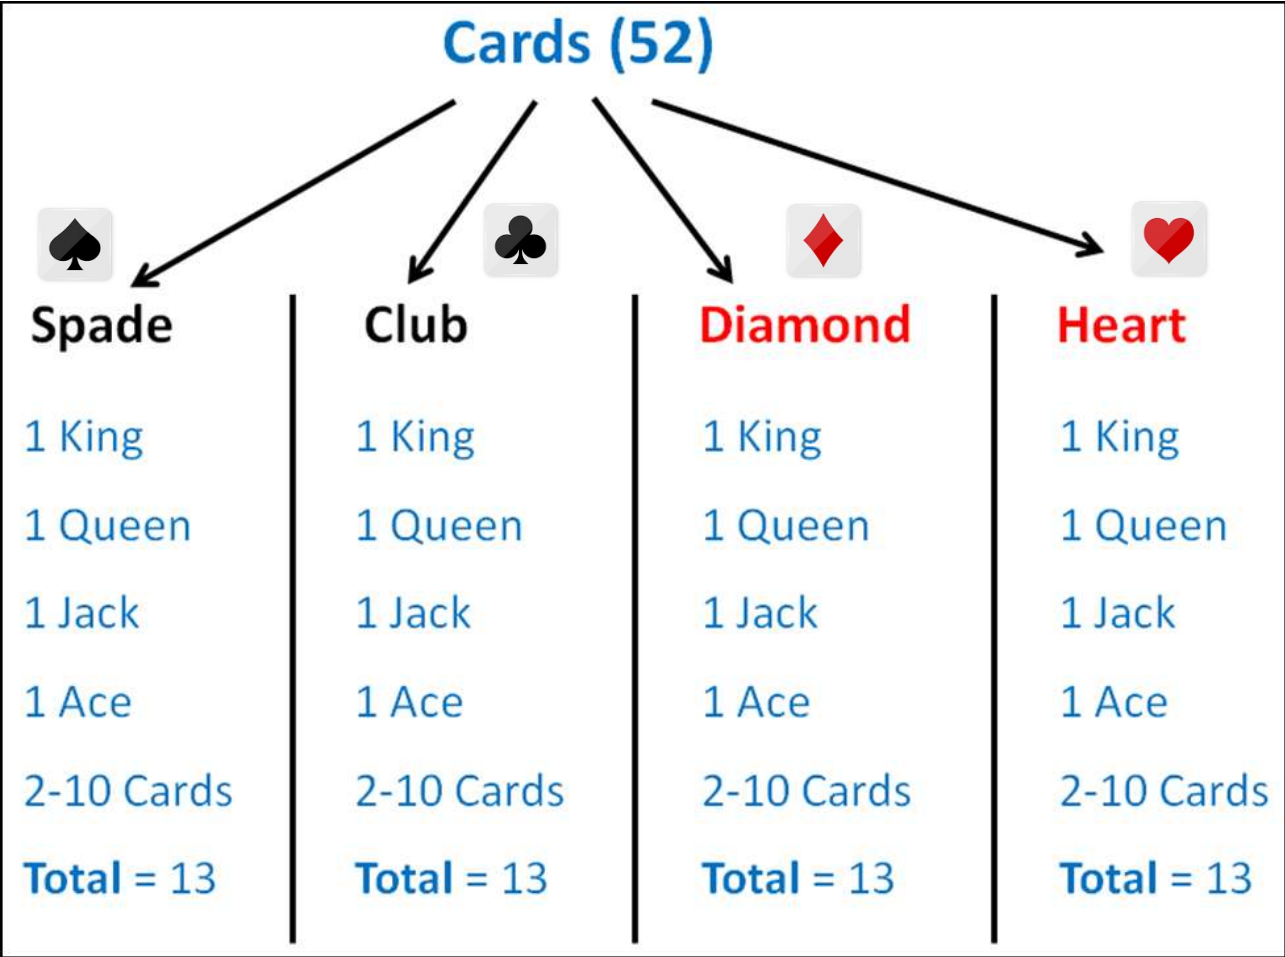 Cards (52)
Spade
1 King
1 Queen
1 Jack
1 Ace
2-10 Cards
Total = 13
Club
1 King
1 Queen
1 Jack
1 Ace
2-10 Cards
Total = 13
Diamond
1 King
1 Queen
1 Jack
1 Ace
2-10 Cards
Total = 13
Heart
1 King
1 Queen
1 Jack
1 Ace
2-10 Cards
Total = 13